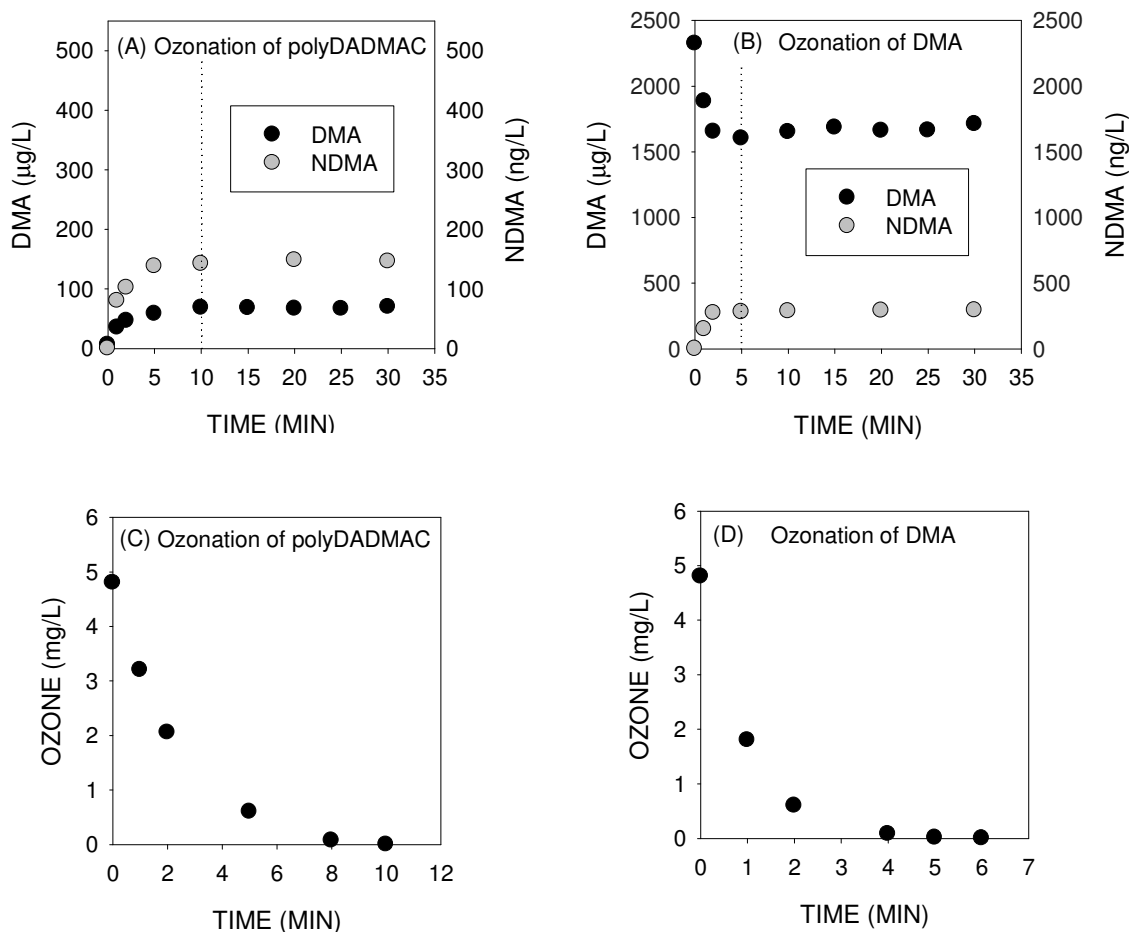 (A) Ozonation of polyDADMAC
500
400
300
200
100
0
500
400
300
200
100
0
DMA (µg/L)
NDMA (ng/L)
DMA
NDMA
0 5 10 15 20 25 30 35
TIME (MIN)
(B) Ozonation of DMA
2500
2000
1500
1000
500
0
2500
2000
1500
1000
500
0
DMA (µg/L)
NDMA (ng/L)
DMA
NDMA
0 5 10 15 20 25 30 35
TIME (MIN)
(C) Ozonation of polyDADMAC
6
5
4
3
2
1
0
OZONE (mg/L)
0 2 4 6 8 10 12
TIME (MIN)
(D) Ozonation of DMA
6
5
4
3
2
1
0
OZONE (mg/L)
0 1 2 3 4 5 6 7
TIME (MIN)